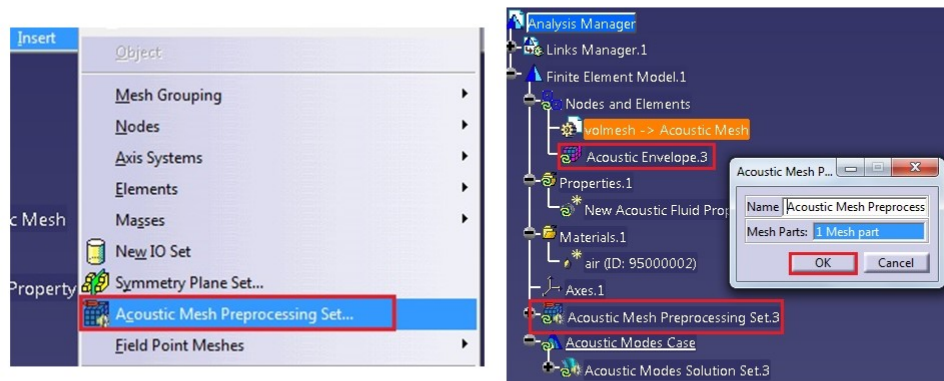 Insert
Object
Mesh Grouping
Nodes
Axis Systems
Elements
Masses
New IO Set
Symmetry Plane Set...
Acoustic Mesh Preprocessing Set...
Field Point Meshes
c Mesh
Property
Analysis Manager
Links Manager.1
Finite Element Model.1
Nodes and Elements
volmesh -> Acoustic Mesh
Acoustic Envelope.3
Properties.1
New Acoustic Fluid Prop
Materials.1
air (ID: 95000002)
Axes.1
Acoustic Mesh Preprocessing Set.3
Acoustic Modes Case
Acoustic Modes Solution Set.3
Acoustic Mesh P...
Name Acoustic Mesh Preprocess
Mesh Parts: 1 Mesh part
OK Cancel